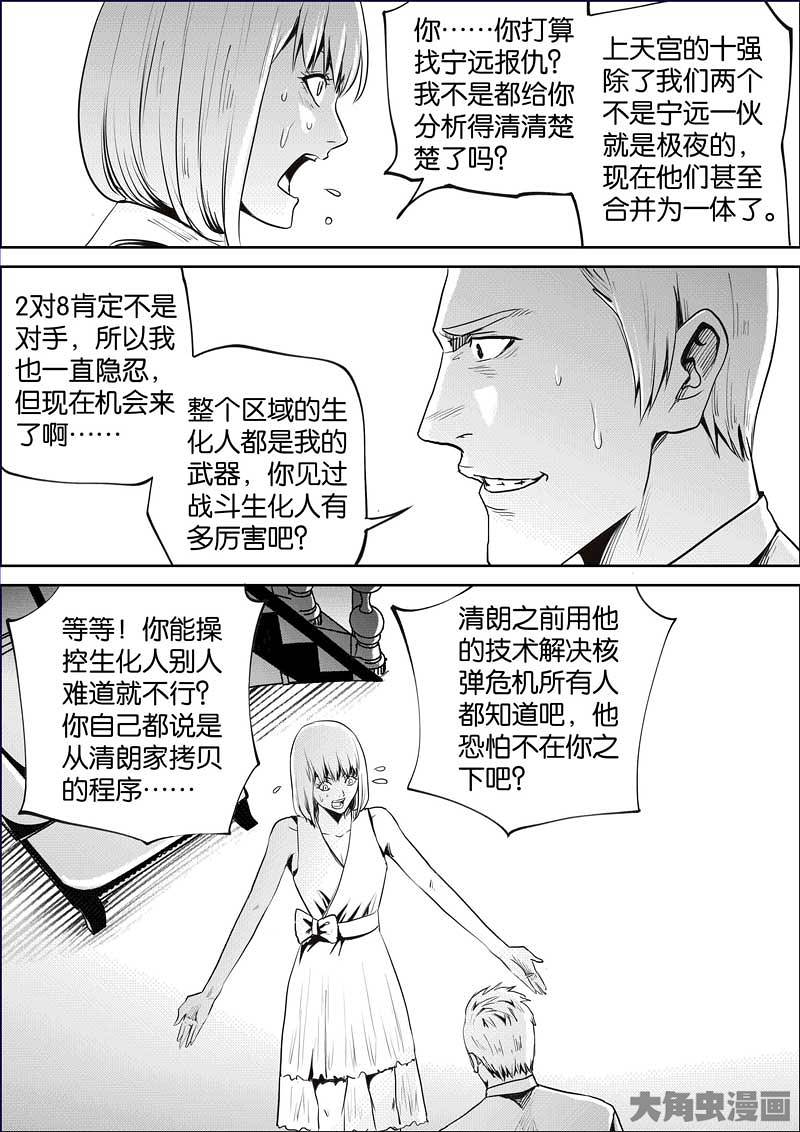 你……你打算
找宁远报仇?
我不是都给你
分析得清清楚
楚了吗?
上天宫的十强
除了我们两个
不是宁远一伙
就是极夜的,
现在他们甚至
合并为一体了。
2对8肯定不是
对手,所以我
也一直隐忍,
但现在机会来
了啊……
整个区域的生
化人都是我的
武器,你见过
战斗生化人有
多厉害吧?
等等!你能操
控生化人别人
难道就不行?
你自己都说是
从清朗家拷贝
的程序……
清朗之前用他
的技术解决核
弹危机所有人
都知道吧,他
恐怕不在你之
下吧?
大角虫漫画